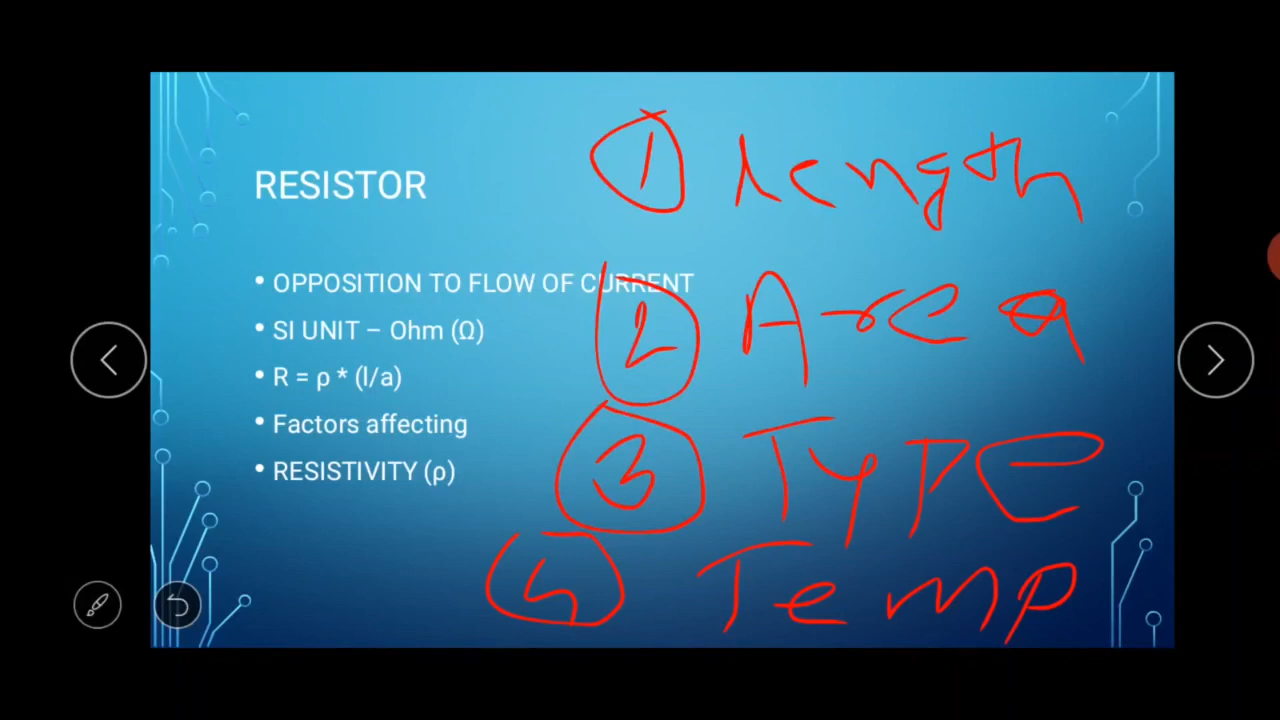 RESISTOR
• OPPOSITION TO FLOW OF CURRENT
• SI UNIT – Ohm (Ω)
• R = ρ * (l/a)
• Factors affecting
• RESISTIVITY (ρ)
1 Length
2 Area
3 TYPE
4 Temp